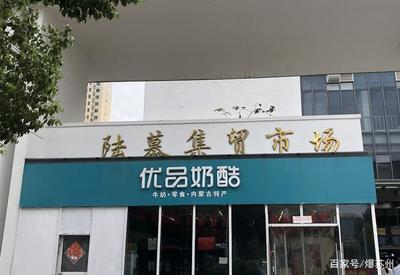 陆慕集贸市场
优品奶酪
牛奶·零食·内蒙古特产
百家号/爆苏州